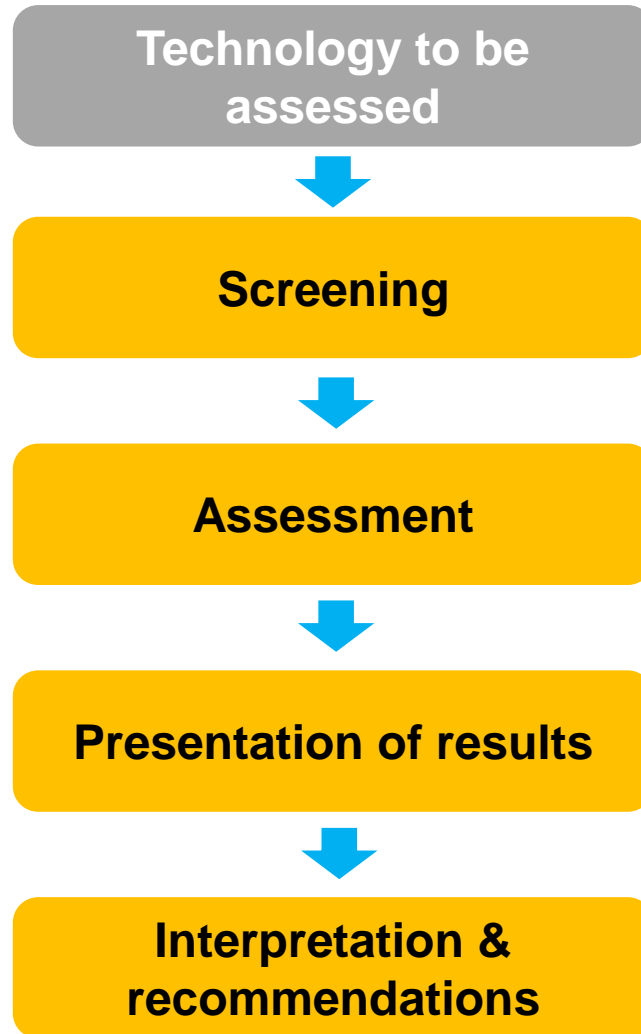 Technology to be
assessed
Screening
Assessment
Presentation of results
Interpretation &
recommendations